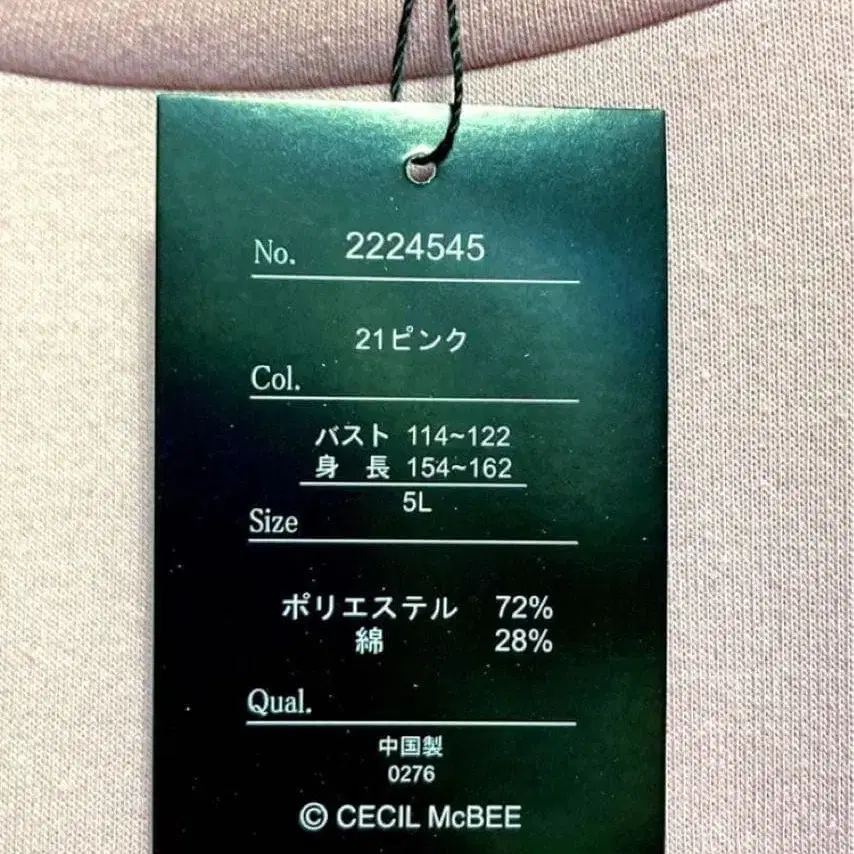 No. 2224545
21ピンク
Col.
バスト 114~122
身 長 154~162
5L
Size
ポリエステル 72%
綿 28%
Qual.
中国製
0276
© CECIL McBEE